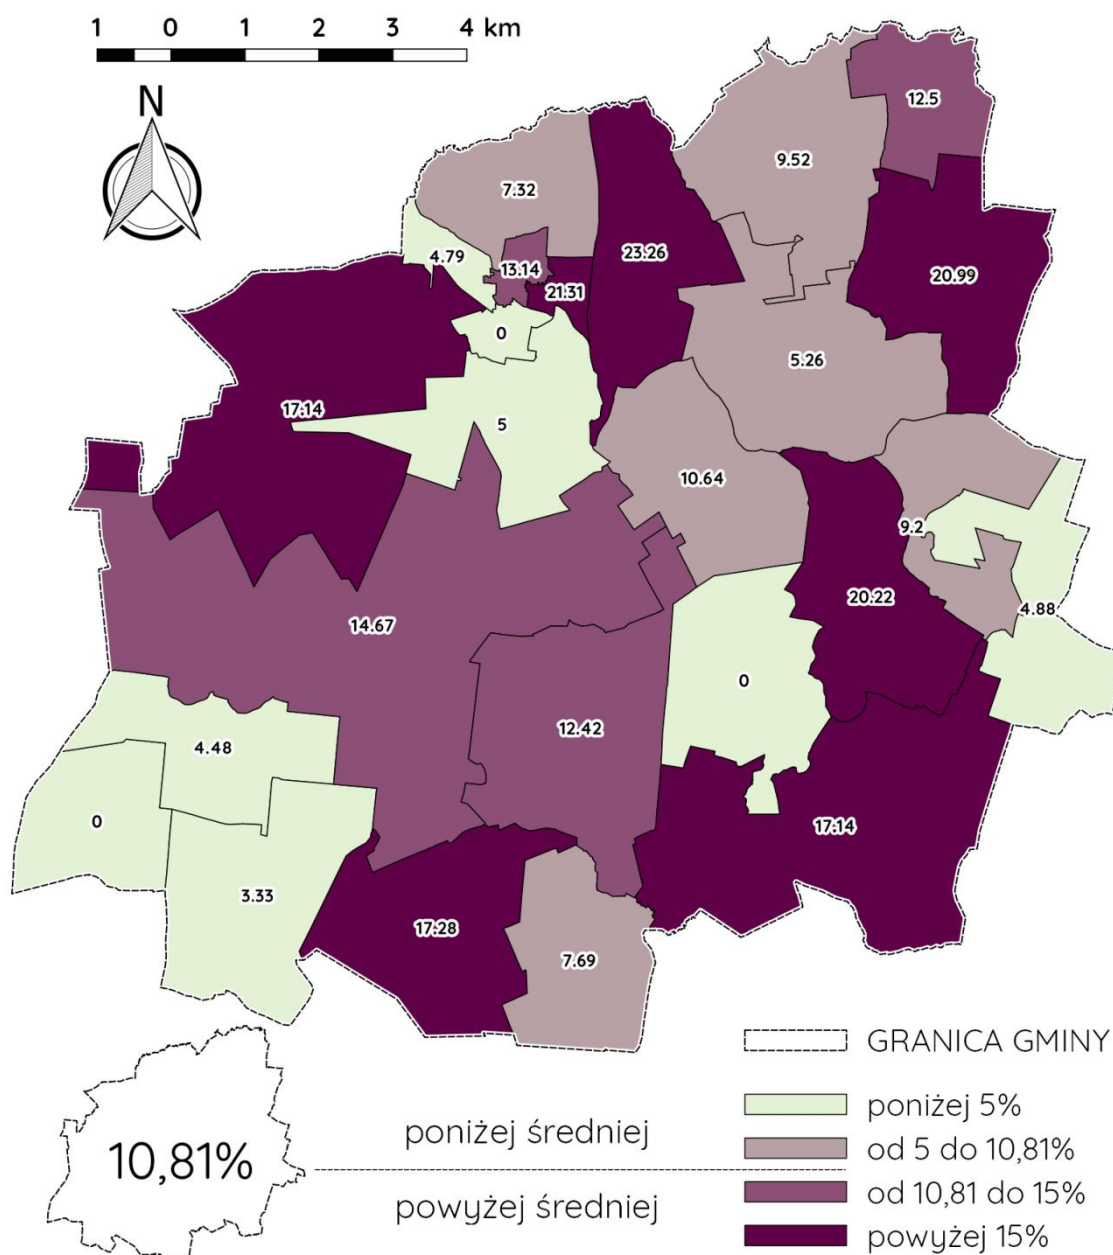 1 0 1 2 3 4 km
N
12.5
9.52
7.32
4.79
13.14
23.26
20.99
21.31
0
5.26
17.14
5
10.64
9.2
20.22
4.88
14.67
0
12.42
4.48
0
17.14
3.33
17.28
7.69
GRANICA GMINY
poniżej 5%
poniżej średniej
od 5 do 10,81%
10,81%
powyżej średniej
od 10,81 do 15%
powyżej 15%